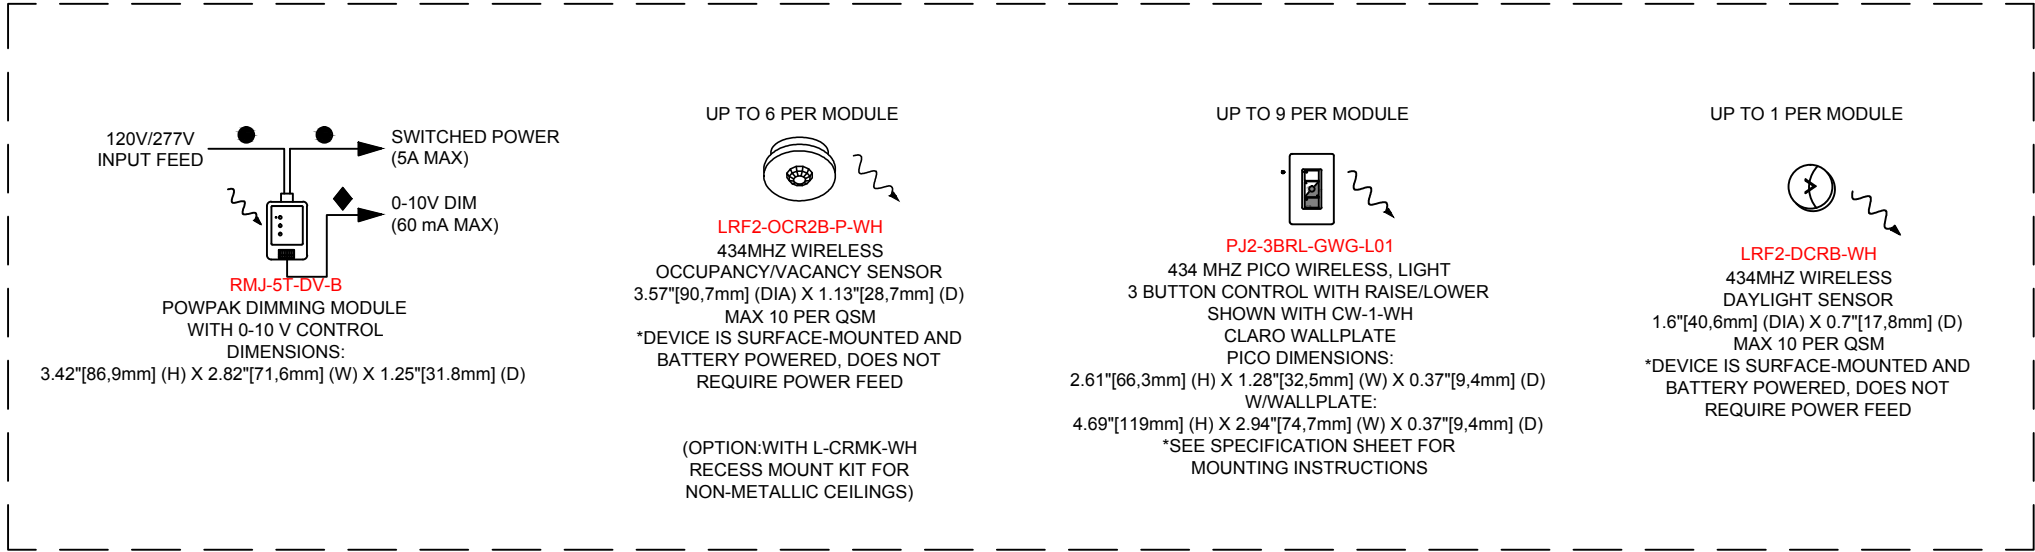 120V/277V
INPUT FEED
SWITCHED POWER
(5A MAX)
0-10V DIM
(60 mA MAX)
RMJ-5T-DV-B
POWPAK DIMMING MODULE
WITH 0-10 V CONTROL
DIMENSIONS:
3.42"[86,9mm] (H) X 2.82"[71,6mm] (W) X 1.25"[31.8mm] (D)
UP TO 6 PER MODULE
LRF2-OCR2B-P-WH
434MHZ WIRELESS
OCCUPANCY/VACANCY SENSOR
3.57"[90,7mm] (DIA) X 1.13"[28,7mm] (D)
MAX 10 PER QSM
*DEVICE IS SURFACE-MOUNTED AND
BATTERY POWERED, DOES NOT
REQUIRE POWER FEED
(OPTION:WITH L-CRMK-WH
RECESS MOUNT KIT FOR
NON-METALLIC CEILINGS)
UP TO 9 PER MODULE
PJ2-3BRL-GWG-L01
434 MHZ PICO WIRELESS, LIGHT
3 BUTTON CONTROL WITH RAISE/LOWER
SHOWN WITH CW-1-WH
CLARO WALLPLATE
PICO DIMENSIONS:
2.61"[66,3mm] (H) X 1.28"[32,5mm] (W) X 0.37"[9,4mm] (D)
W/WALLPLATE:
4.69"[119mm] (H) X 2.94"[74,7mm] (W) X 0.37"[9,4mm] (D)
*SEE SPECIFICATION SHEET FOR
MOUNTING INSTRUCTIONS
UP TO 1 PER MODULE
LRF2-DCRB-WH
434MHZ WIRELESS
DAYLIGHT SENSOR
1.6"[40,6mm] (DIA) X 0.7"[17,8mm] (D)
MAX 10 PER QSM
*DEVICE IS SURFACE-MOUNTED AND
BATTERY POWERED, DOES NOT
REQUIRE POWER FEED